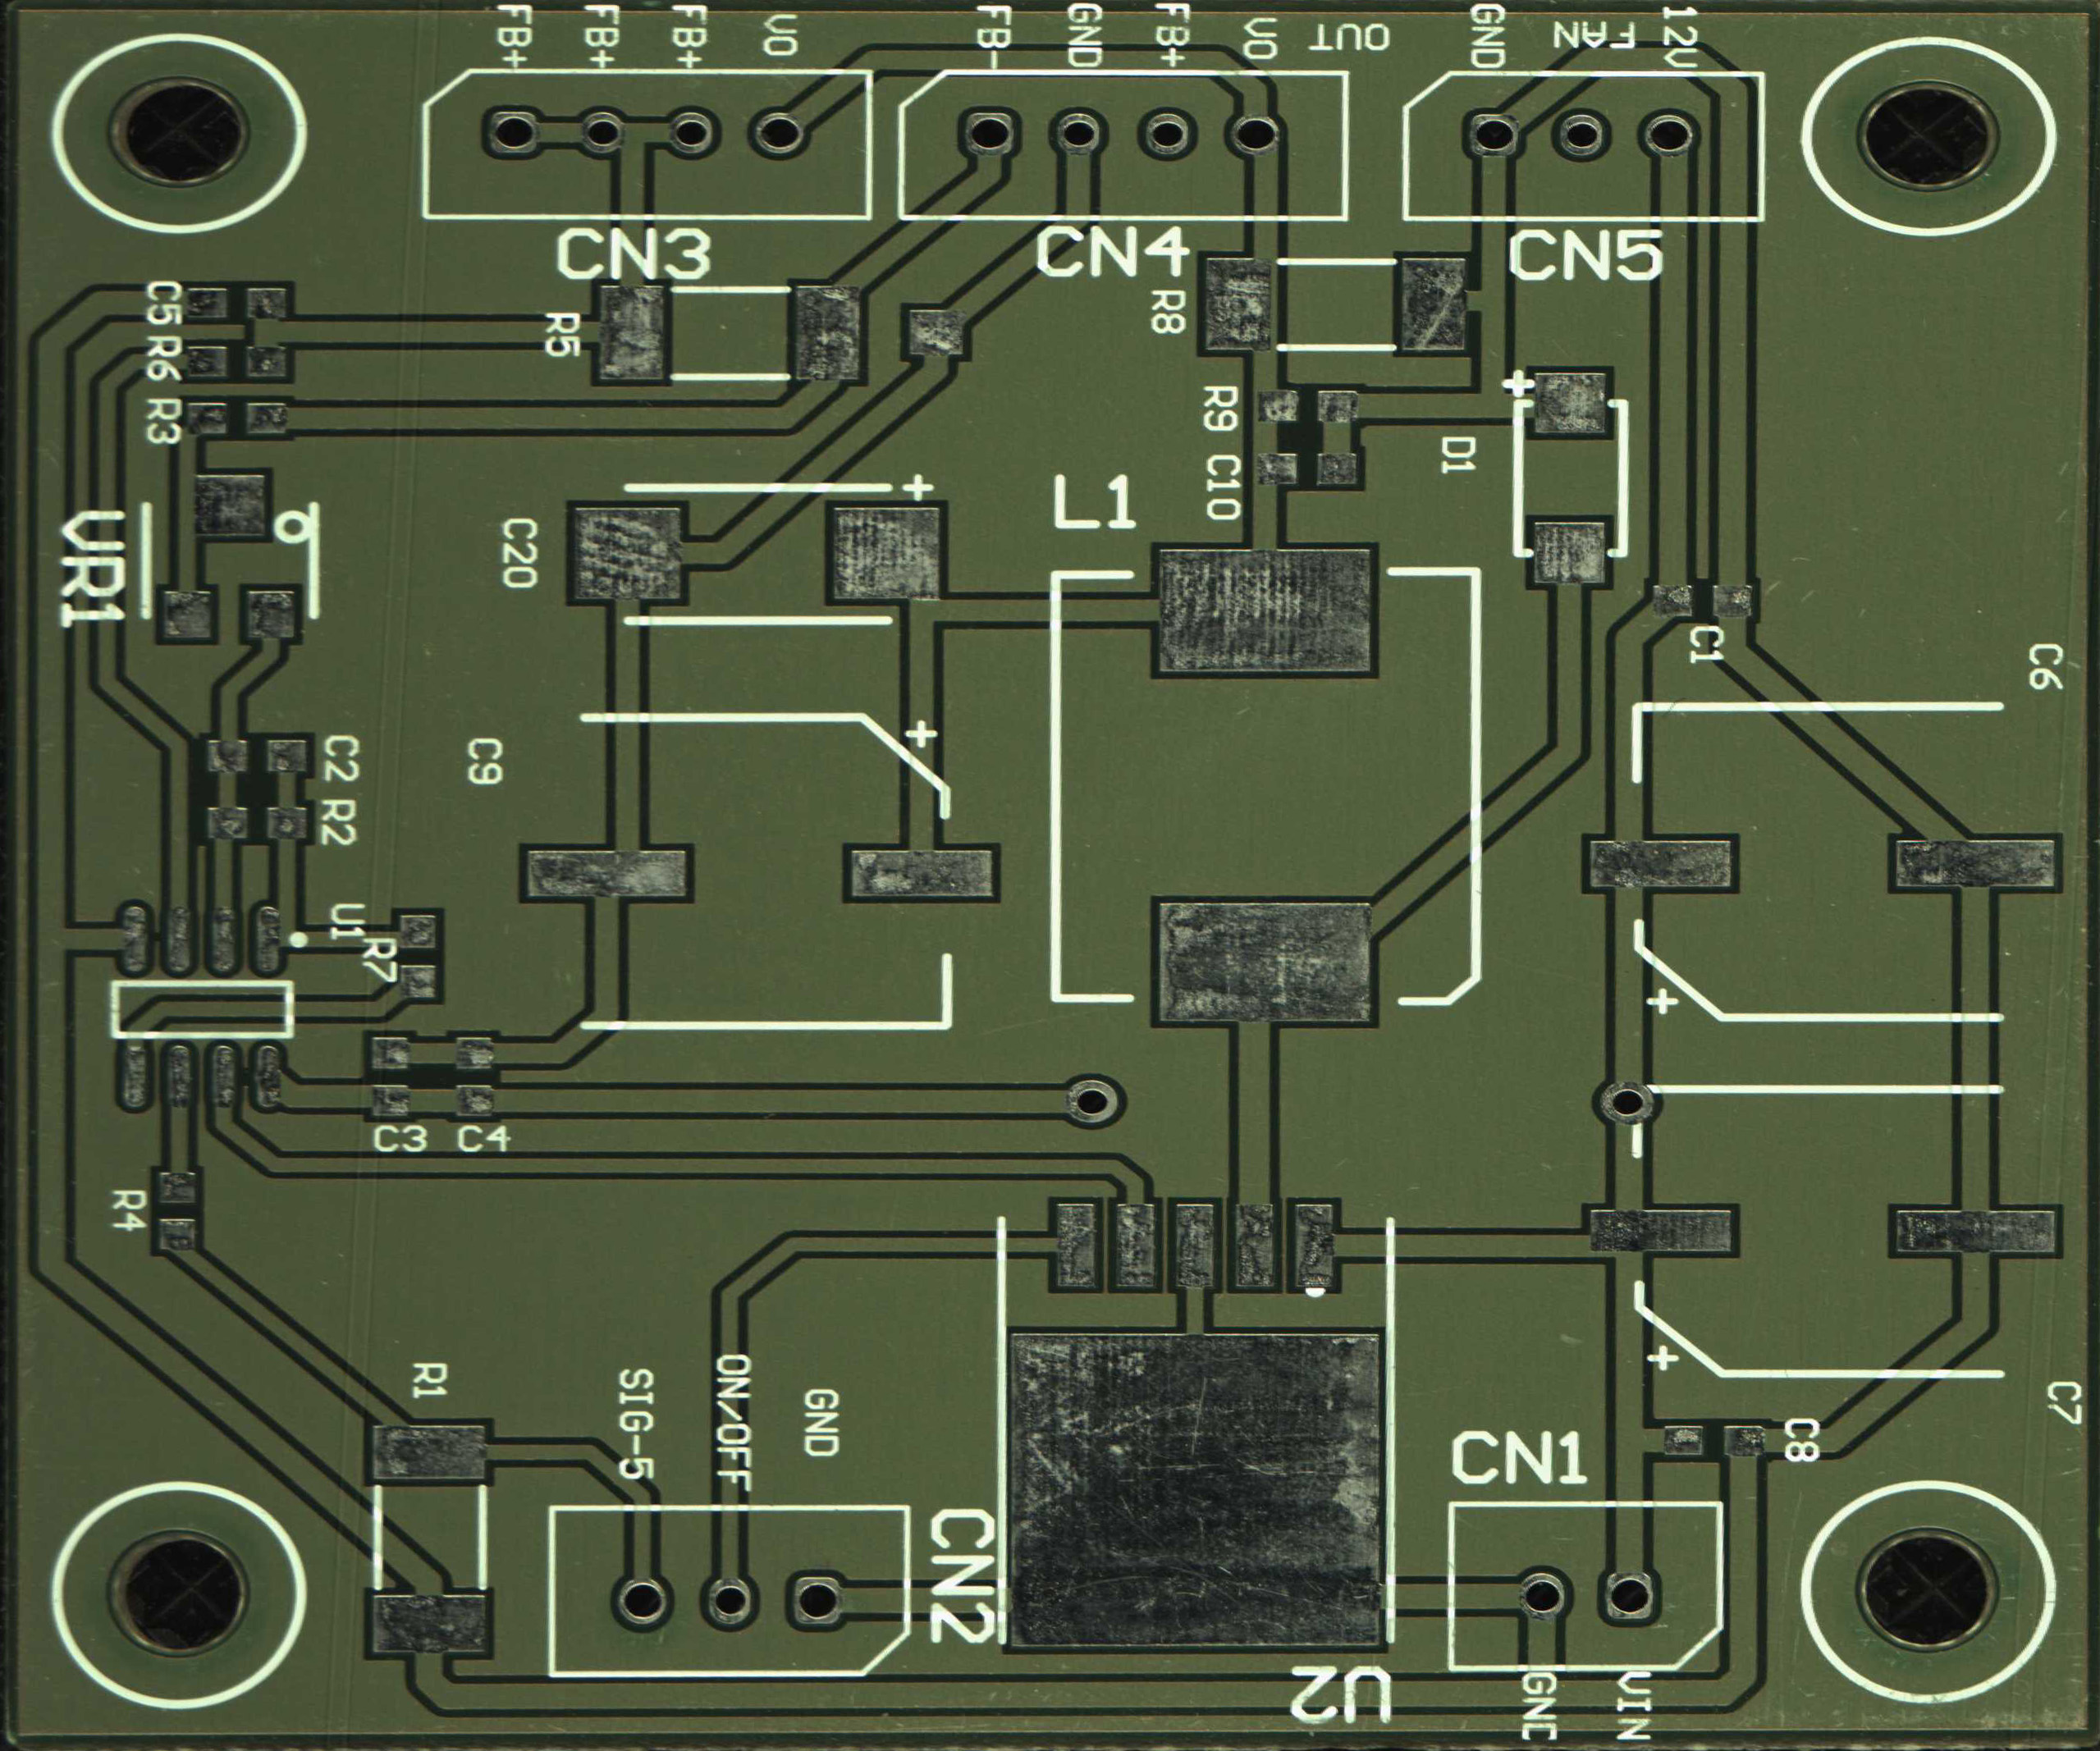 FB+
FB+
FB+
VO
FB-
GND
FB+
VO
OUT
GND
FAN
12V
CN3
CN4
CN5
C5
R6
R3
R5
R8
R9
C10
D1
L1
C20
VR1
C1
C6
C2
R2
C9
U1
R7
C3
C4
R4
R1
SIG-5
ON/OFF
GND
CN2
CN1
C8
C7
U2
GND
VIN